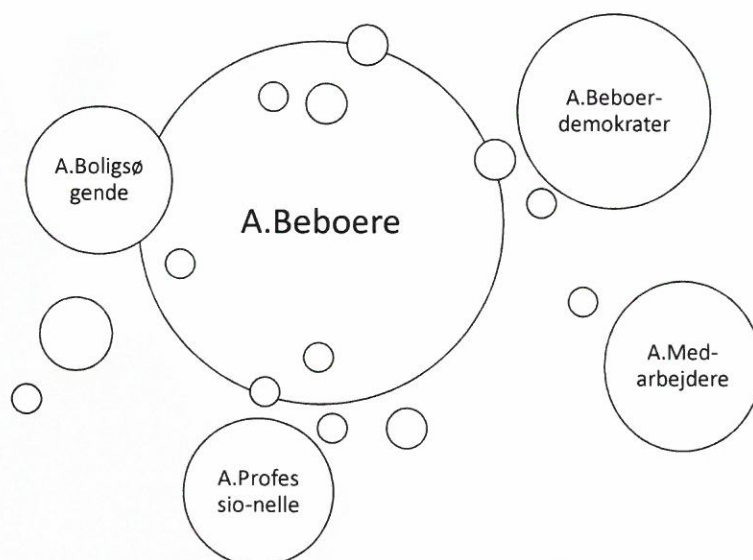 A.Beboer-
demokrater
A.Boligsø
gende
A.Beboere
A.Med-
arbejdere
A.Profes
sio-nelle